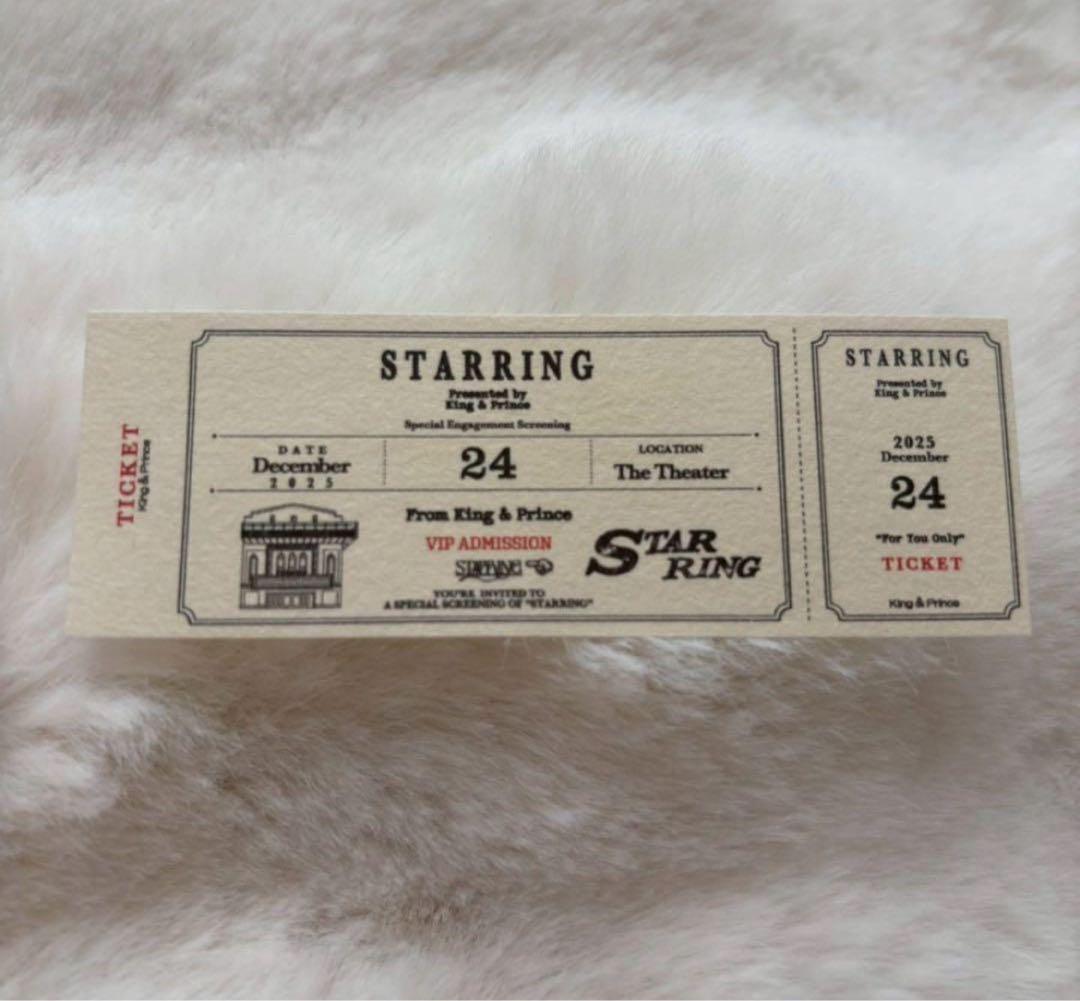 TICKET
King & Prince
STARRING
Presented by
King & Prince
Special Engagement Screening
DATE
December
2025
24
LOCATION
The Theater
From King & Prince
VIP ADMISSION
YOU'RE INVITED TO
A SPECIAL SCREENING OF "STARRING"
STAR
RING
STARRING
Presented by
King & Prince
2025
December
24
"For You Only"
TICKET
King & Prince